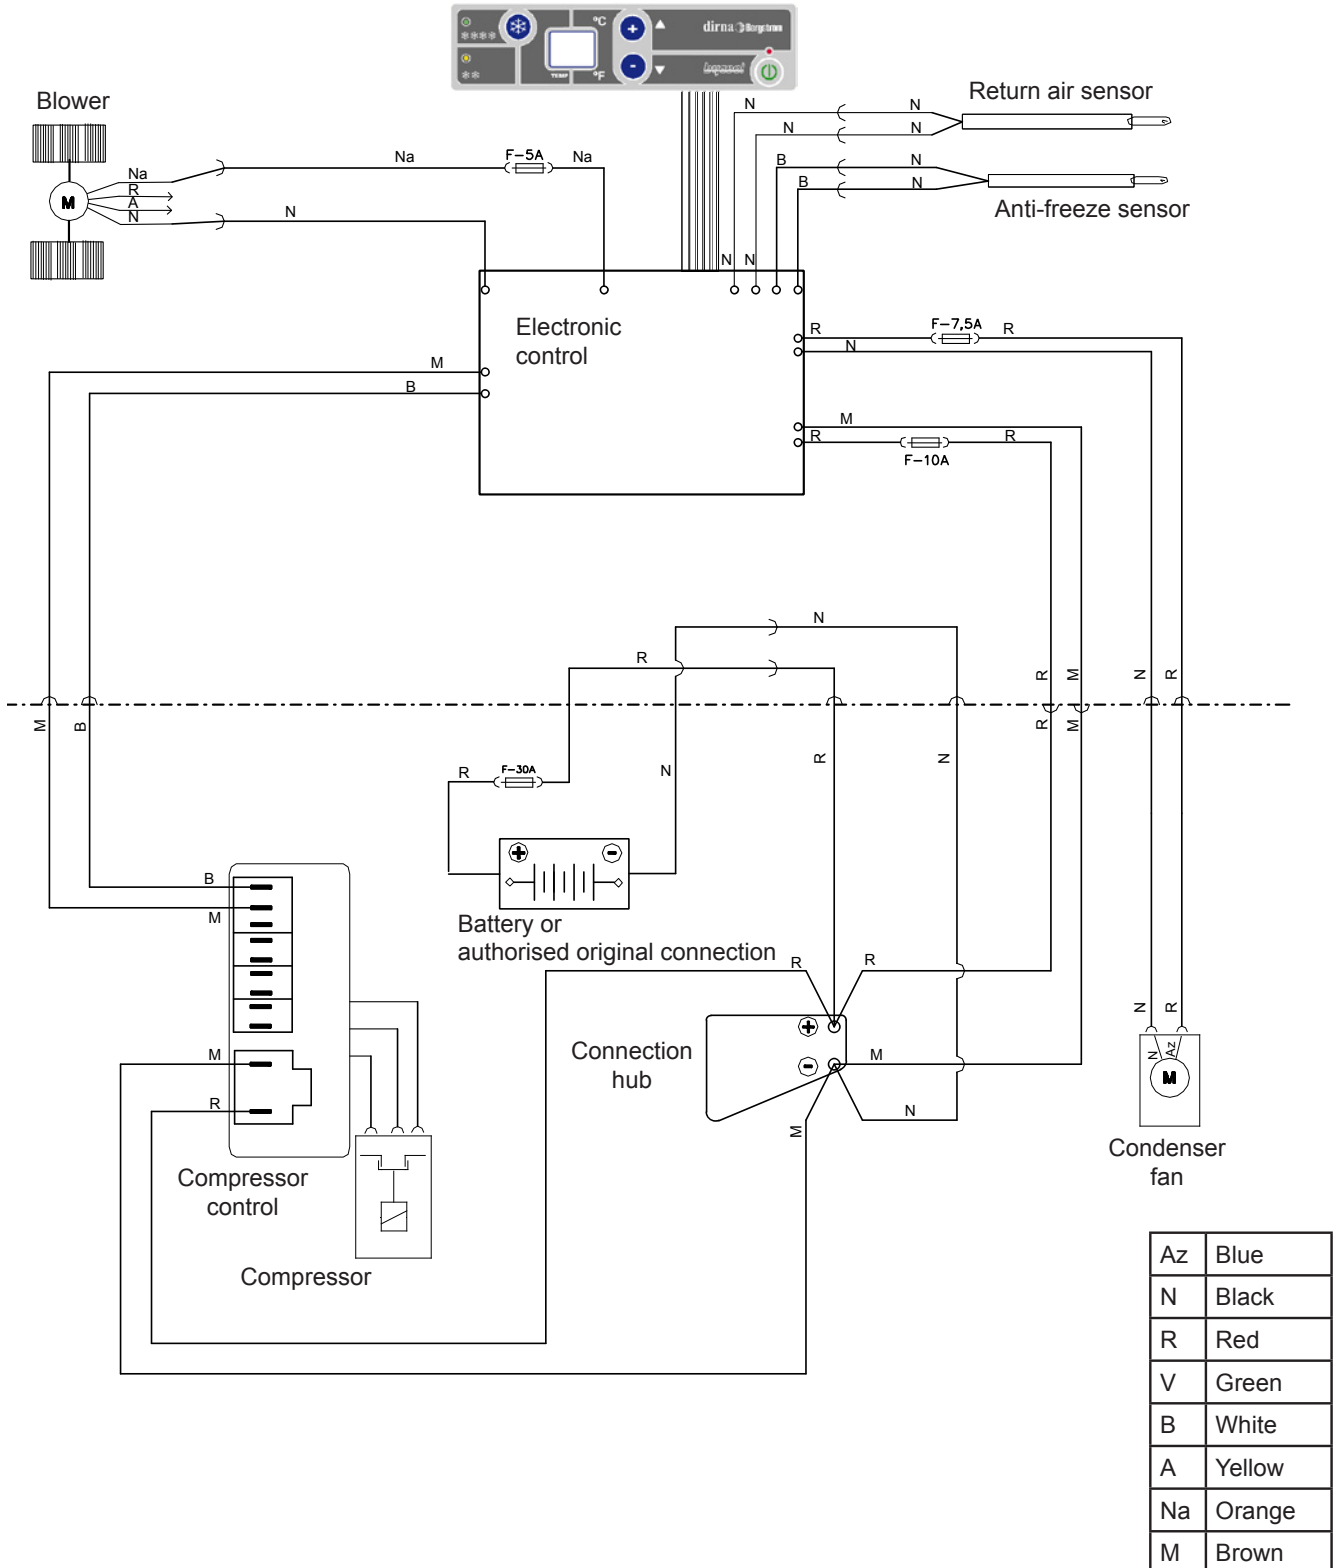 °C
+
dirna Bergstrom
-
TEMP
°F
Blower
Return air sensor
N
N
N
N
F-5A
Na
Na
Na
B
N
R
M
A
B
N
N
N
Anti-freeze sensor
N
N
Electronic
control
R
F-7,5A
R
N
M
B
M
R
R
F-10A
N
R
R
M
N
R
M
B
R
M
R
F-30A
N
R
N
+
-
B
M
Battery or
authorised original connection
R
R
N
R
+
Connection
hub
-
M
M
R
N
Az
M
M
N
Condenser
fan
Compressor
control
Compressor
Az Blue
N Black
R Red
V Green
B White
A Yellow
Na Orange
M Brown